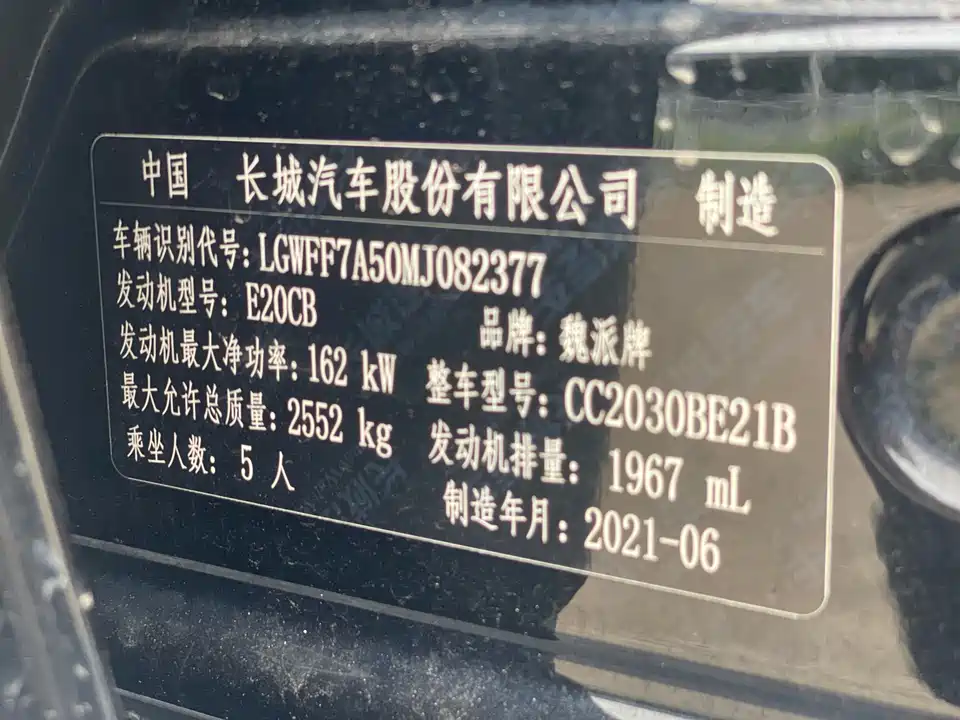 中国 长城汽车股份有限公司 制造
车辆识别代号: LGWFF7A50MJ082377
发动机型号: E20CB 品牌: 魏派牌
发动机最大净功率: 162 kW 整车型号: CC2030BE21B
最大允许总质量: 2552 kg 发动机排量: 1967 mL
乘坐人数: 5 人 制造年月: 2021-06